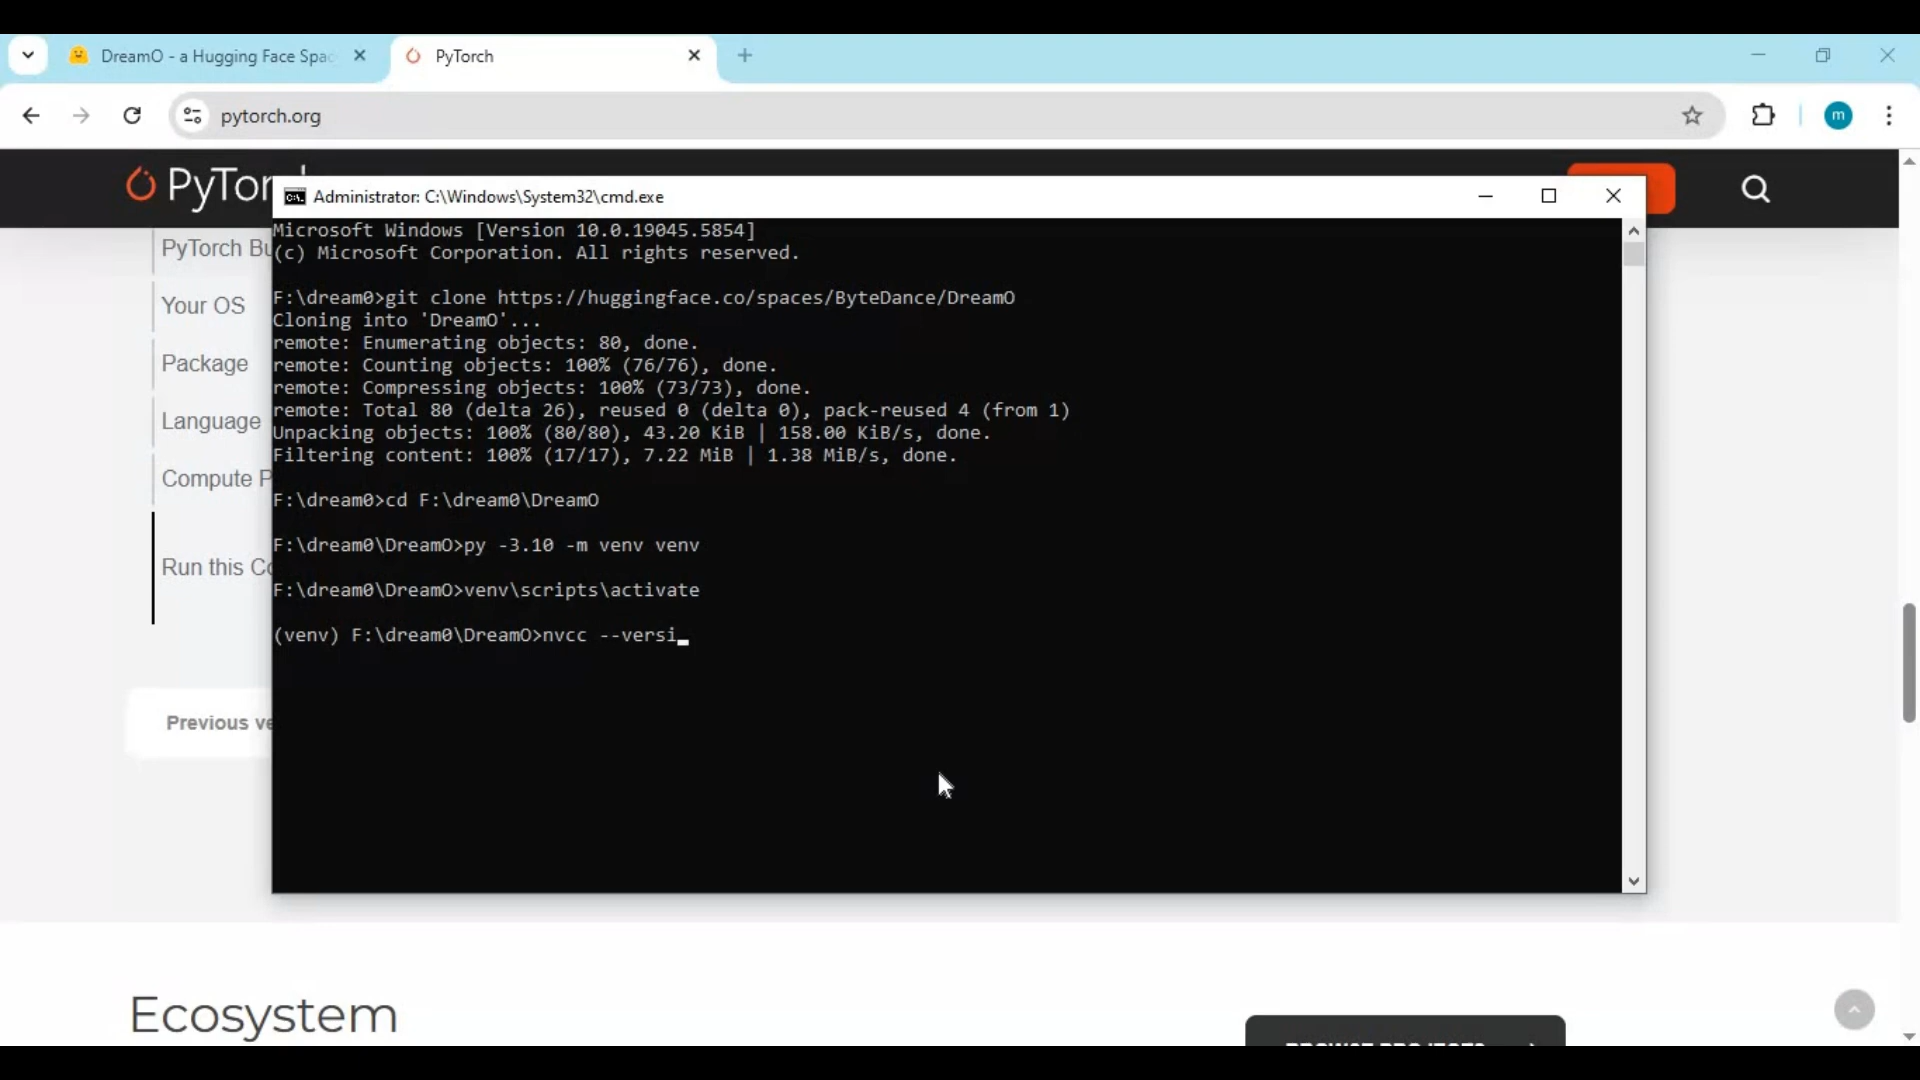 DreamO - a Hugging Face Spac
PyTorch
pytorch.org
m
PyTor
Administrator: C:\Windows\System32\cmd.exe
Microsoft Windows [Version 10.0.19045.5854]
(c) Microsoft Corporation. All rights reserved.
F:\dream0>git clone https://huggingface.co/spaces/ByteDance/DreamO
Cloning into 'DreamO'...
remote: Enumerating objects: 80, done.
remote: Counting objects: 100% (76/76), done.
remote: Compressing objects: 100% (73/73), done.
remote: Total 80 (delta 26), reused 0 (delta 0), pack-reused 4 (from 1)
Unpacking objects: 100% (80/80), 43.20 KiB | 158.00 KiB/s, done.
Filtering content: 100% (17/17), 7.22 MiB | 1.38 MiB/s, done.
F:\dream0>cd F:\dream0\DreamO
F:\dream0\DreamO>py -3.10 -m venv venv
F:\dream0\DreamO>venv\scripts\activate
(venv) F:\dream0\DreamO>nvcc --versi_
PyTorch Bu
Your OS
Package
Language
Compute P
Run this Co
Previous ve
Ecosystem
BROWSE PROJECTS